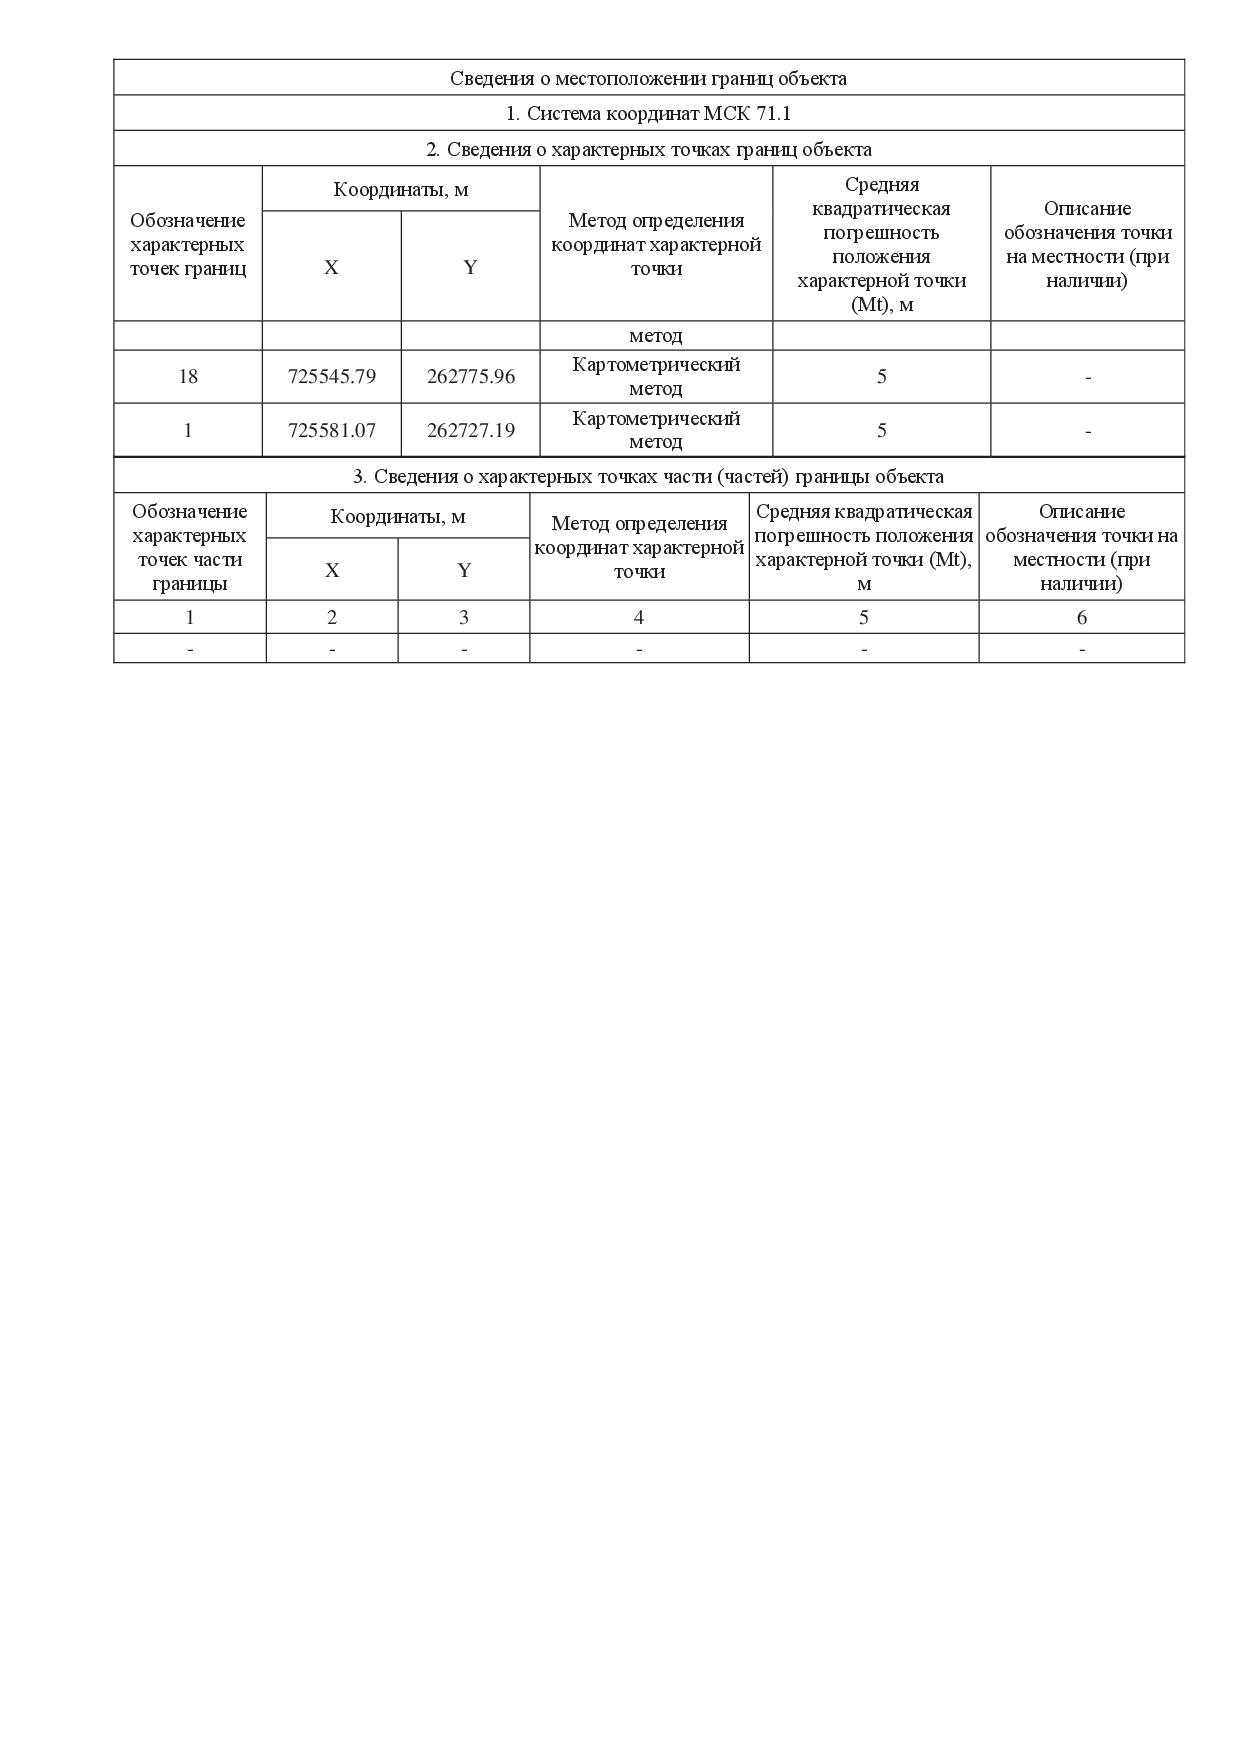 Сведения о местоположении границ объекта
1. Система координат МСК 71.1
2. Сведения о характерных точках границ объекта
Обозначение
характерных
точек границ
Координаты, м
X
Y
Метод определения
координат характерной
точки
Средняя
квадратическая
погрешность
положения
характерной точки
(Mt), м
Описание
обозначения точки
на местности (при
наличии)
метод
18 725545.79 262775.96 Картометрический
метод 5 -
1 725581.07 262727.19 Картометрический
метод 5 -
3. Сведения о характерных точках части (частей) границы объекта
Обозначение
характерных
точек части
границы
Координаты, м
X
Y
Метод определения
координат характерной
точки
Средняя квадратическая
погрешность положения
характерной точки (Mt),
м
Описание
обозначения точки на
местности (при
наличии)
1 2 3 4 5 6
- - - - - -